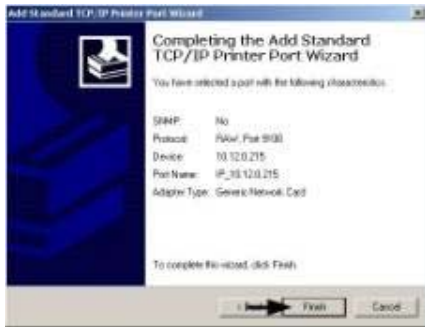 Add Standard TCP/IP Printer Port Wizard
Completing the Add Standard
TCP/IP Printer Port Wizard
You have selected a port with the following characteristics.
SNMP: No
Protocol: RAW, Port 9100
Device: 10.12.0.215
Port Name: IP_10.12.0.215
Adapter Type: Generic Network Card
To complete this wizard, click Finish.
Finish Cancel